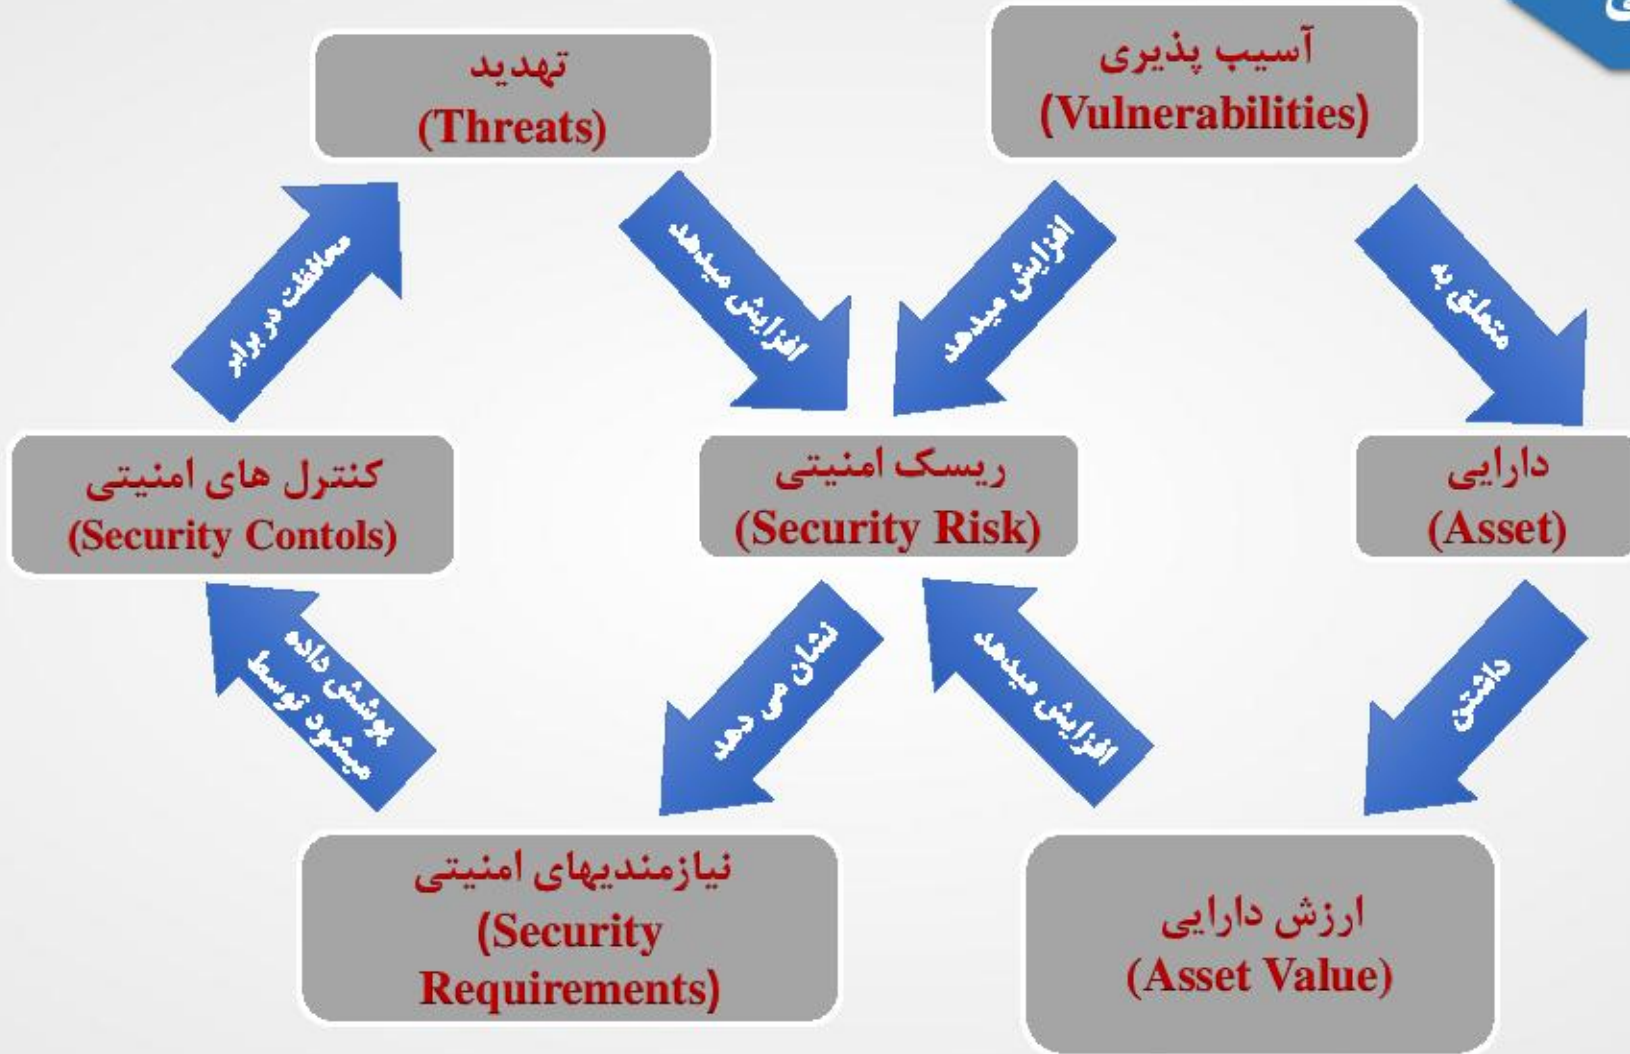 تهدید
(Threats)
آسیب پذیری
(Vulnerabilities)
محافظت در برابر
افزایش میدهد
افزایش میدهد
متعلق به
کنترل های امنیتی
(Security Contols)
ریسک امنیتی
(Security Risk)
دارایی
(Asset)
پوشش داده
میشود توسط
نشان می دهد
افزایش میدهد
داشتن
نیازمندیهای امنیتی
(Security
Requirements)
ارزش دارایی
(Asset Value)